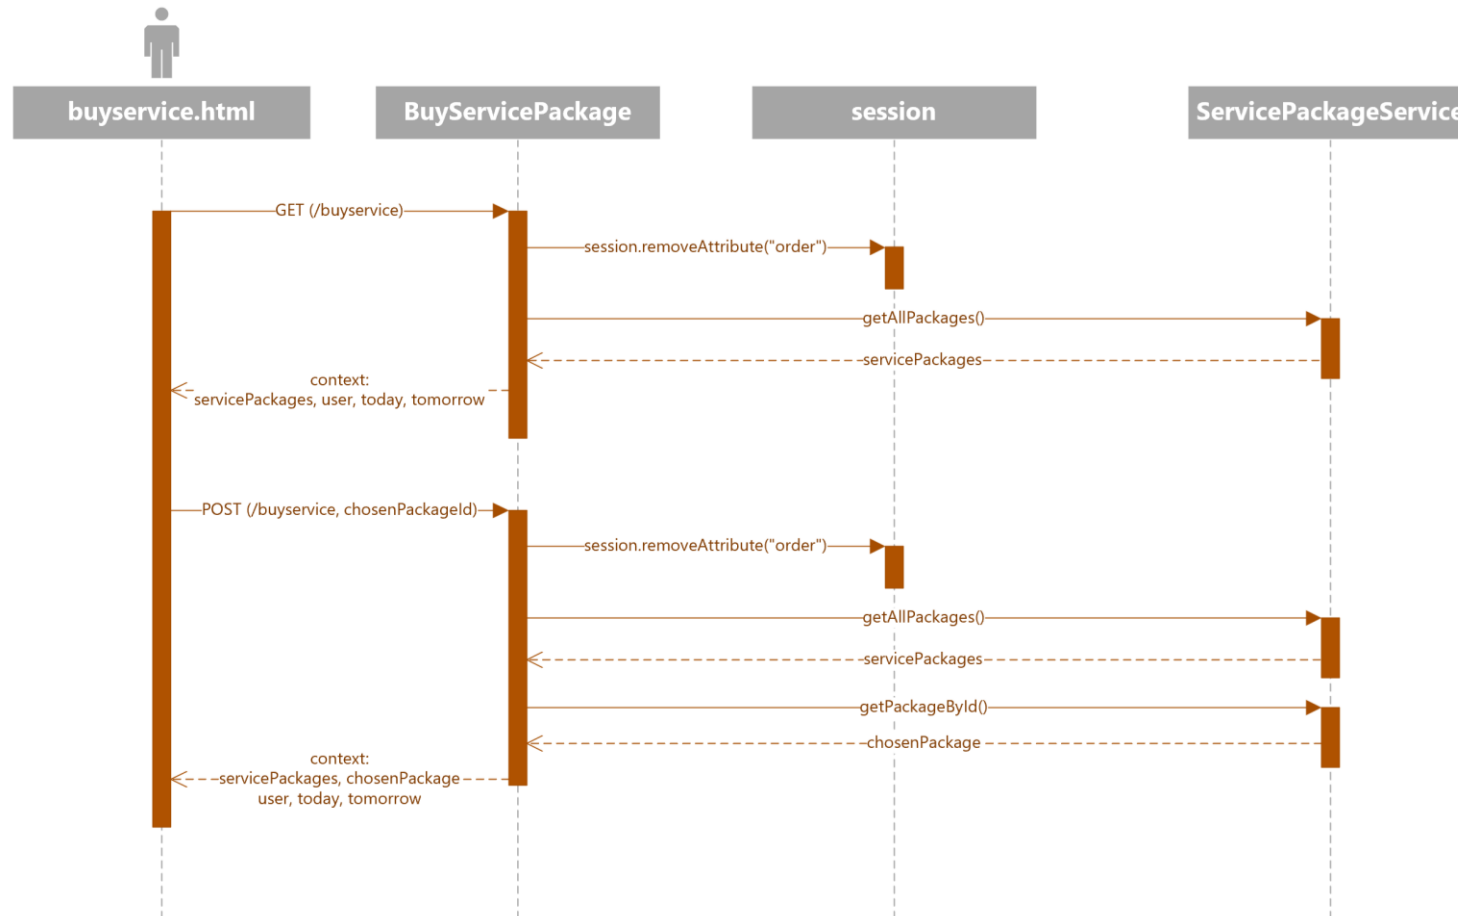 buyservice.html
BuyServicePackage
session
ServicePackageService
GET (/buyservice)
session.removeAttribute("order")
getAllPackages()
servicePackages
context:
servicePackages, user, today, tomorrow
POST (/buyservice, chosenPackageId)
session.removeAttribute("order")
getAllPackages()
servicePackages
getPackageById()
chosenPackage
context:
servicePackages, chosenPackage
user, today, tomorrow